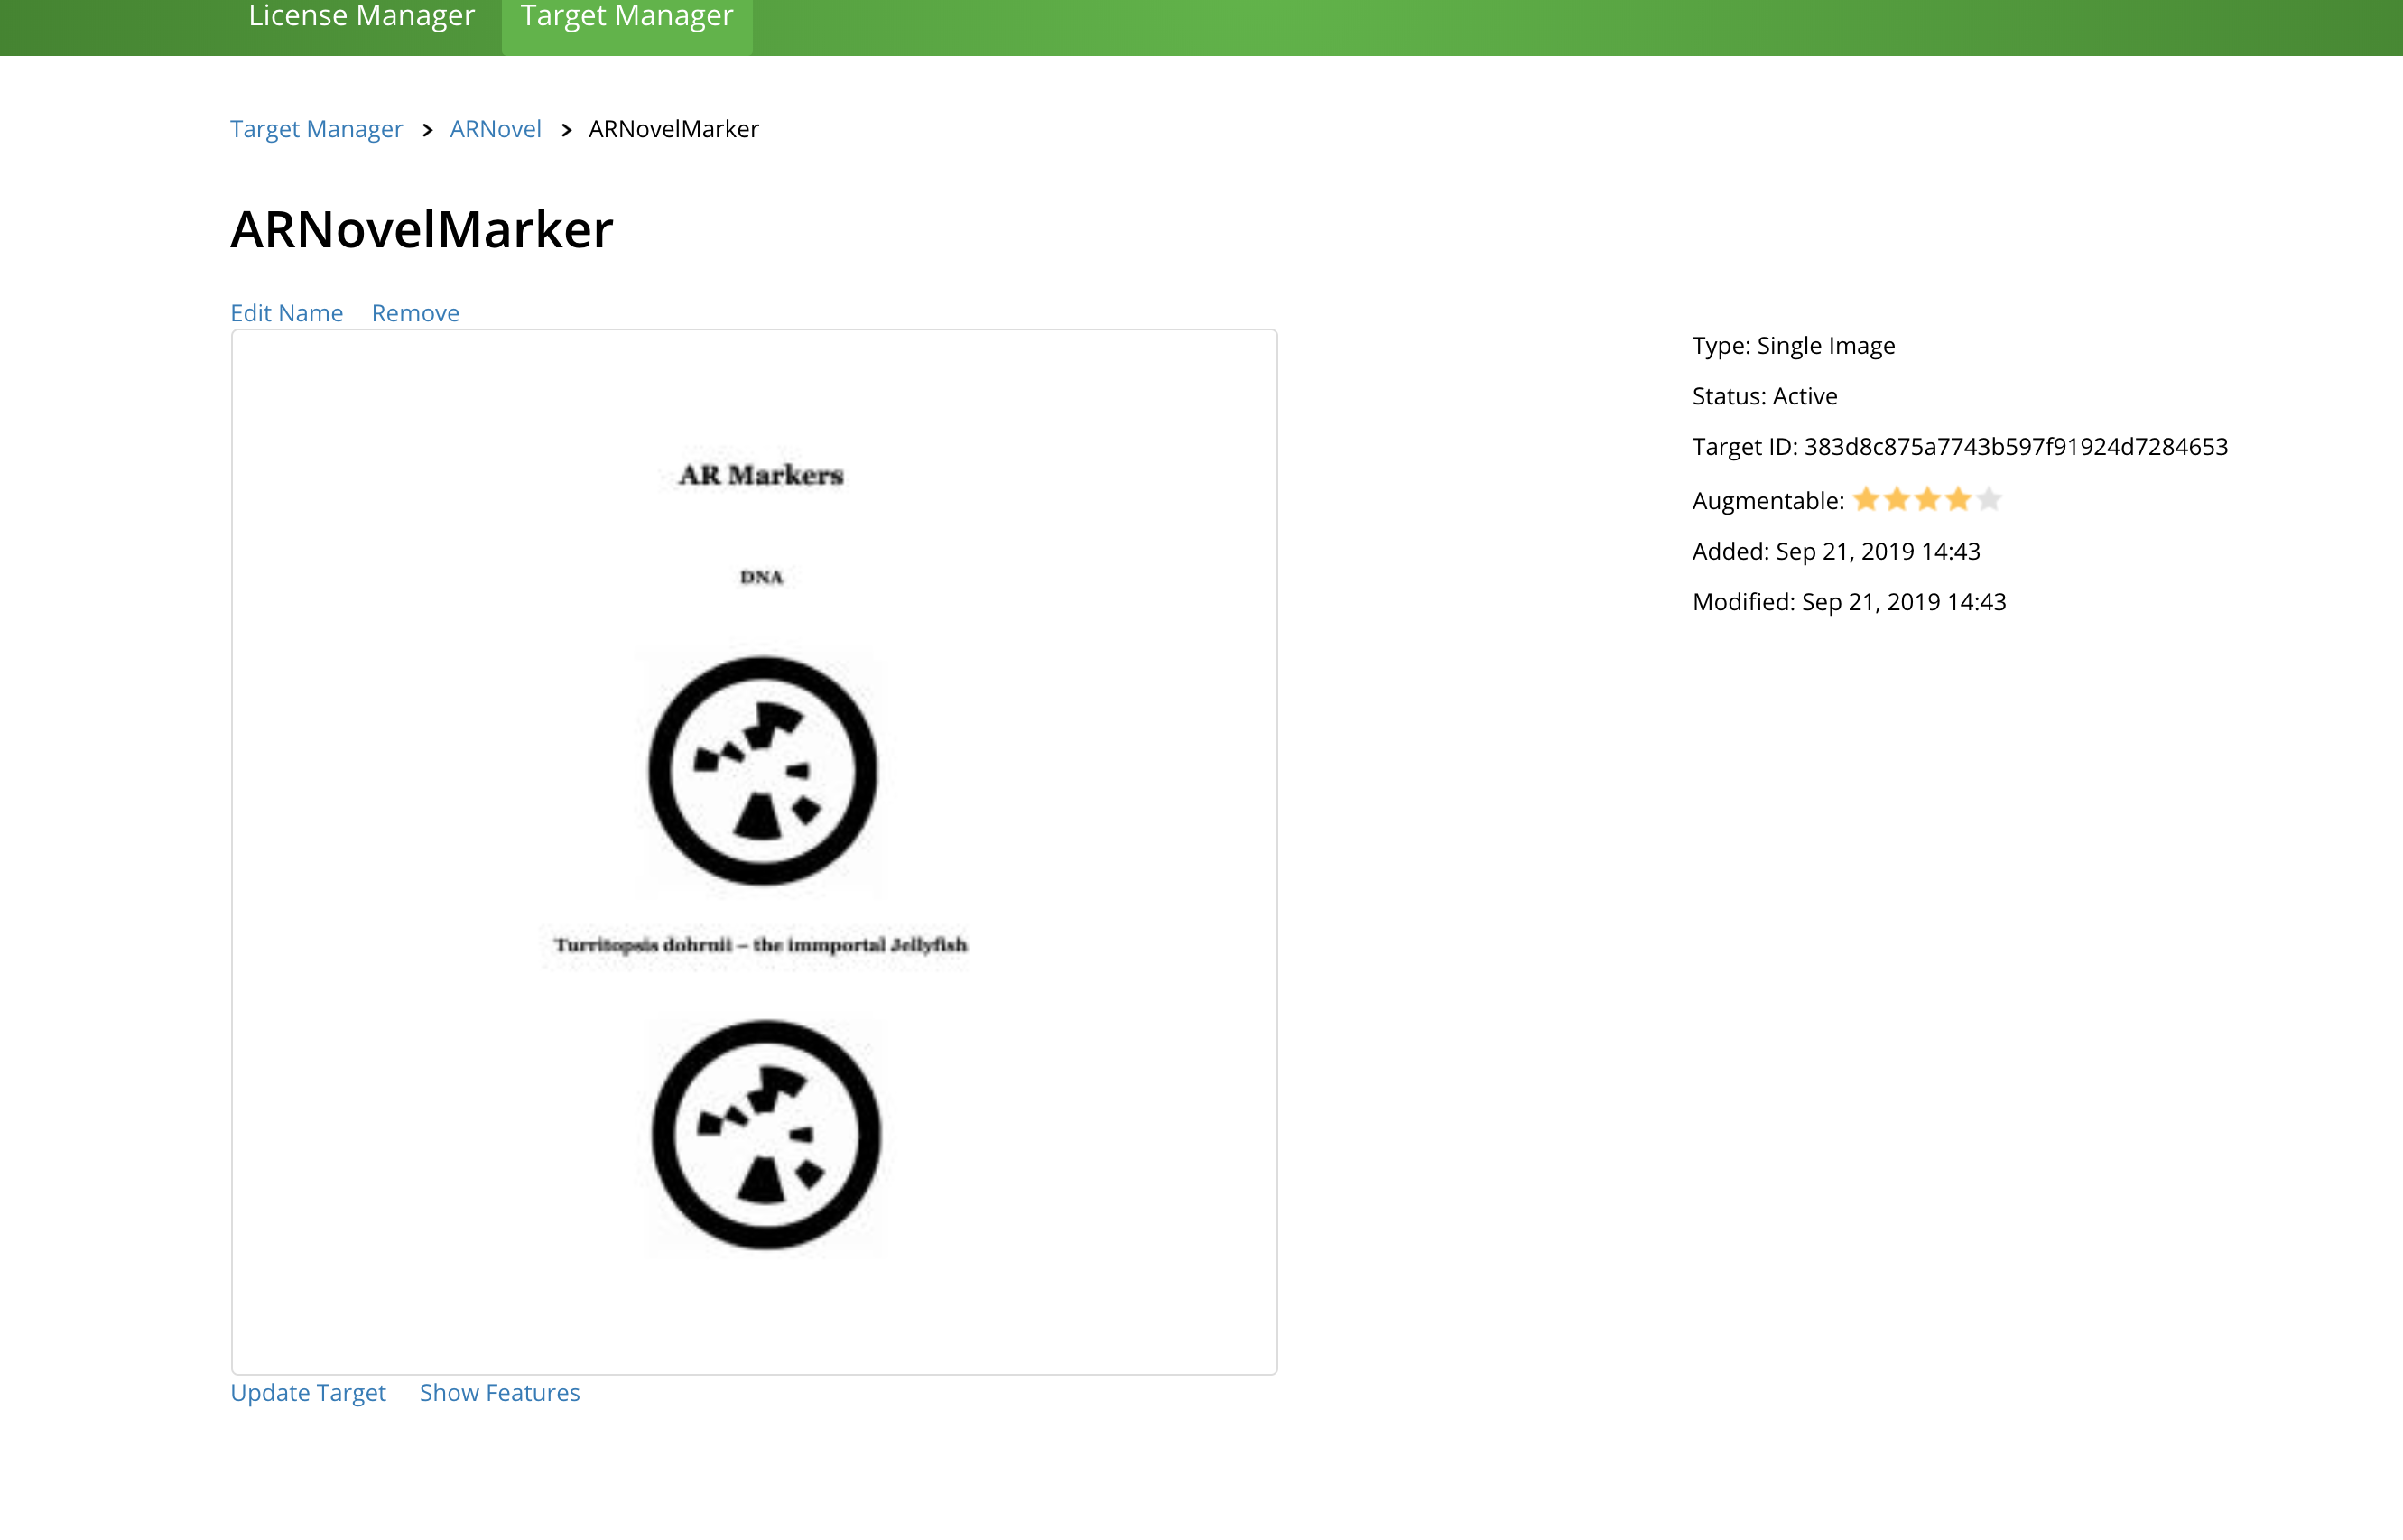 License Manager Target Manager
Target Manager > ARNovel > ARNovelMarker
ARNovelMarker
Edit Name Remove
AR Markers
DNA
Turritopsis dohrnii – the immportal Jellyfish
Update Target Show Features
Type: Single Image
Status: Active
Target ID: 383d8c875a7743b597f91924d7284653
Augmentable:
Added: Sep 21, 2019 14:43
Modified: Sep 21, 2019 14:43